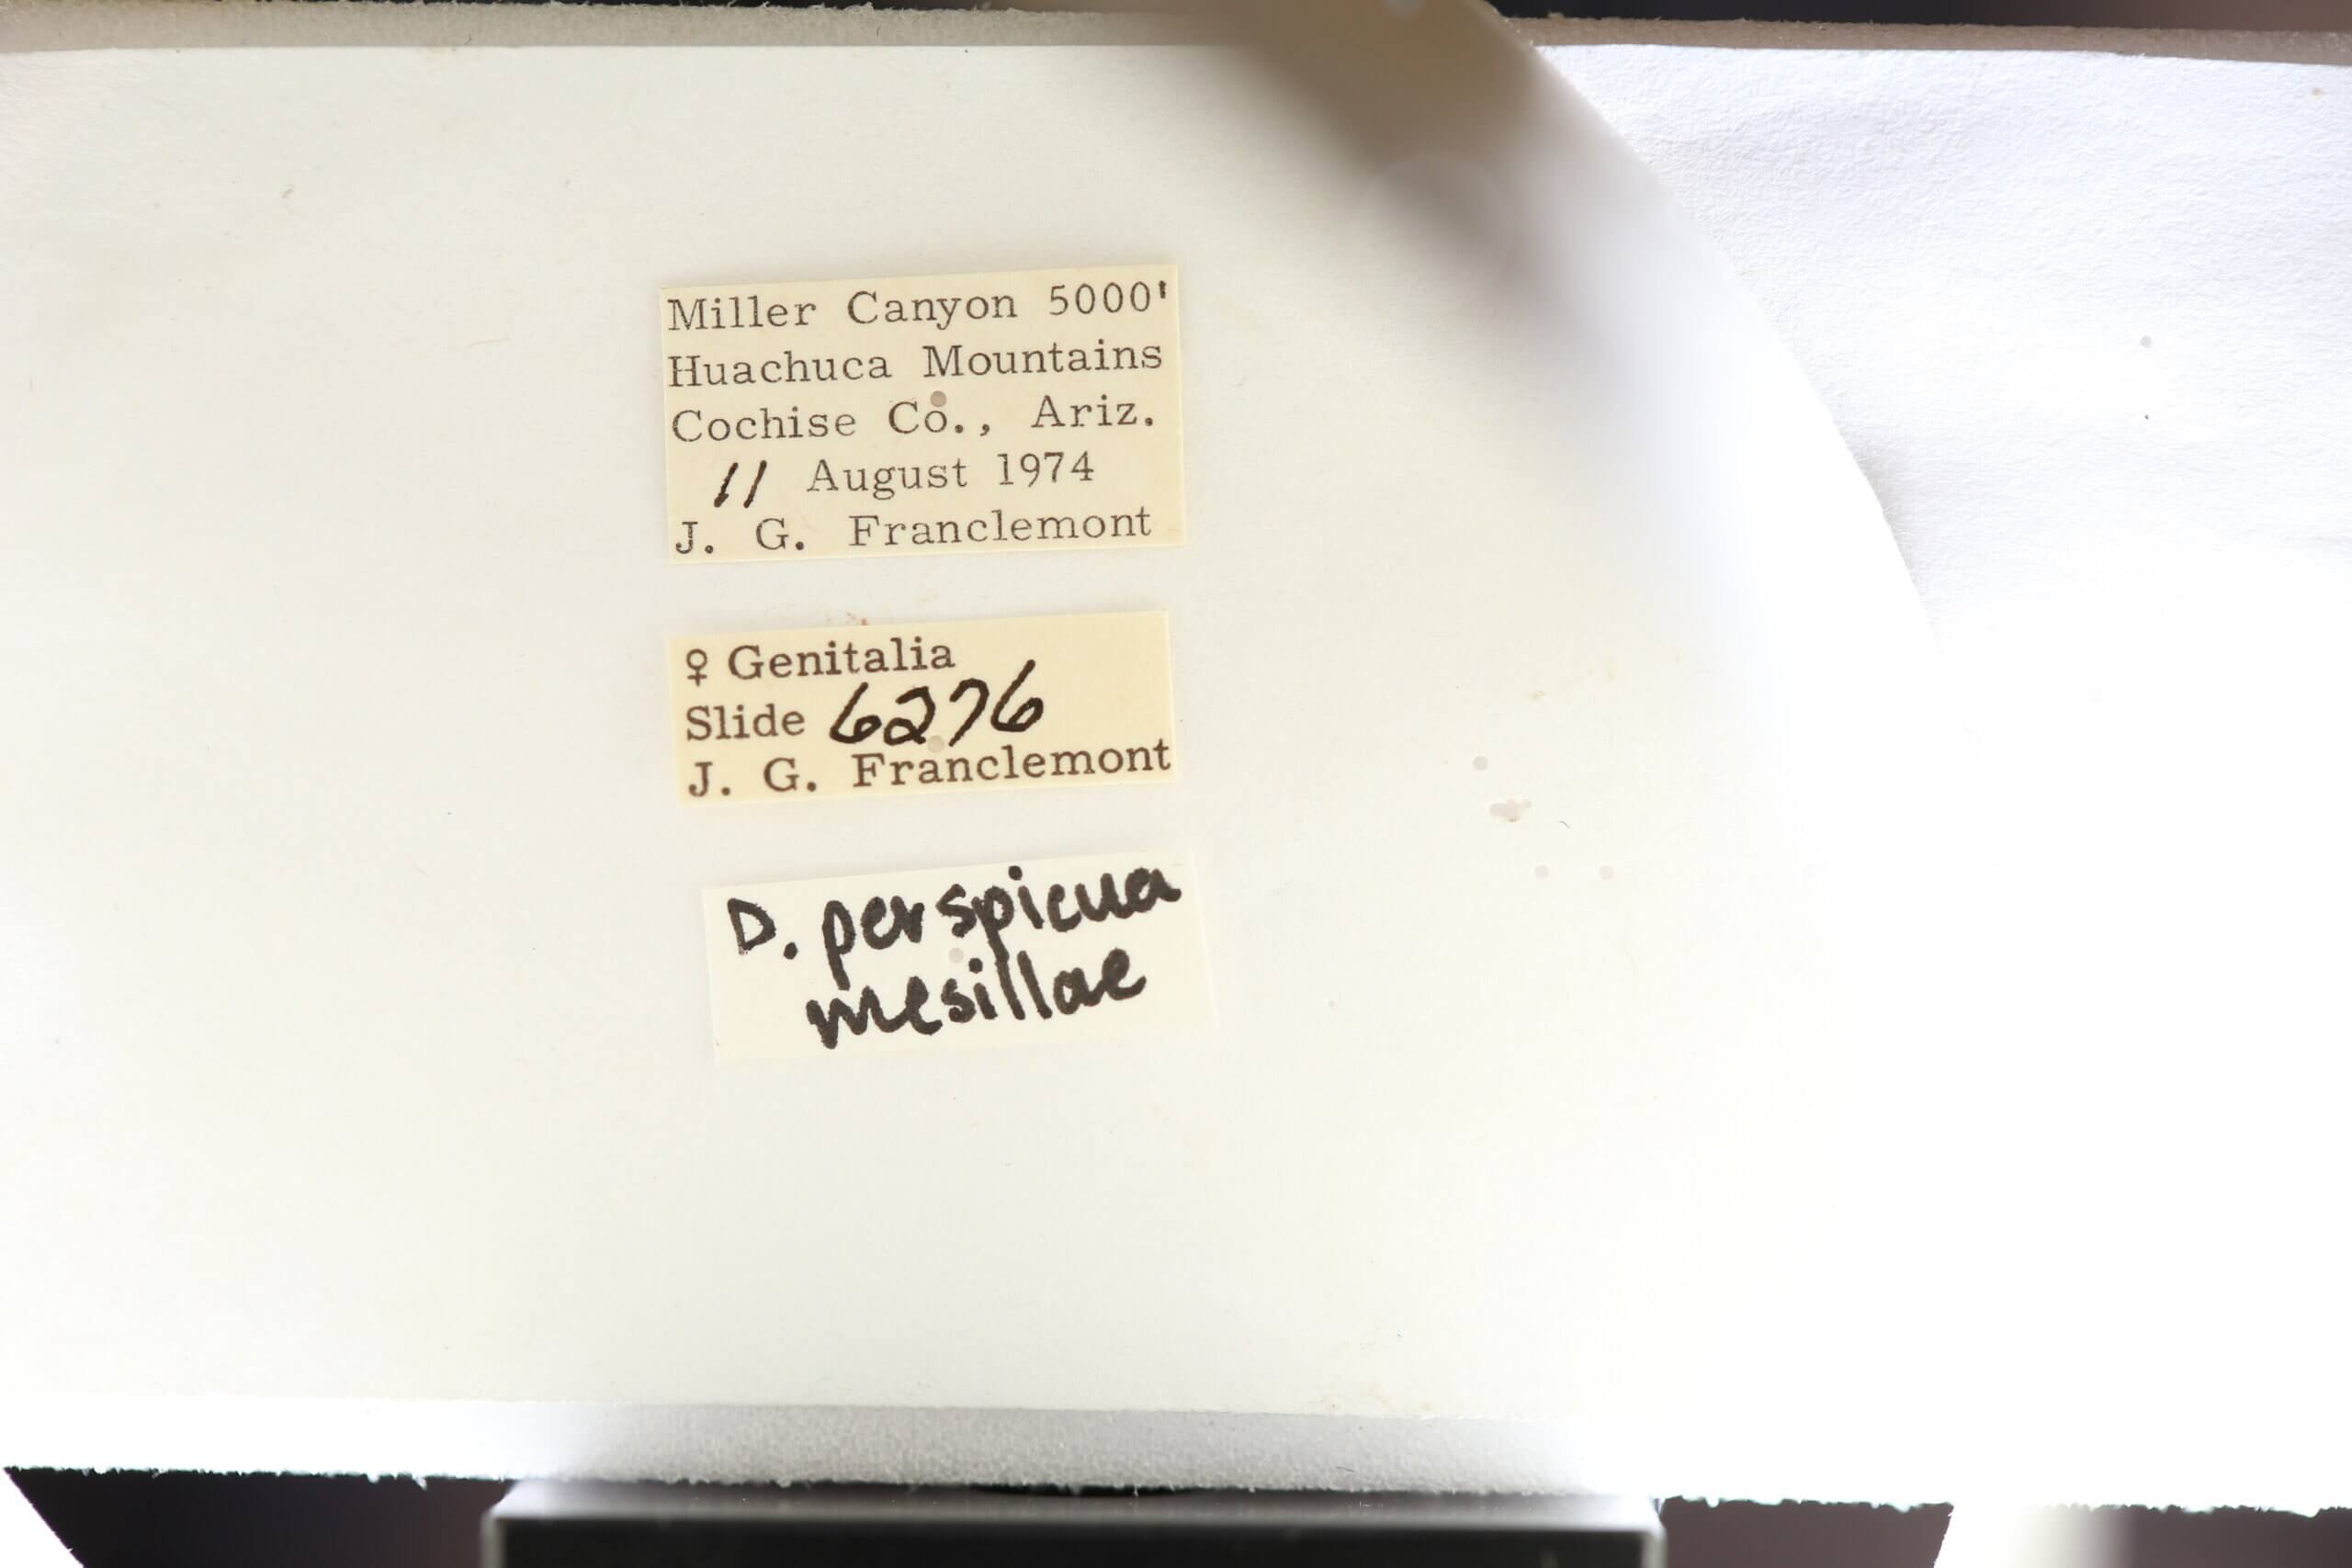 Miller Canyon 5000'
Huachuca Mountains
Cochise Co., Ariz.
11 August 1974
J. G. Franclemont
♀ Genitalia
Slide 6276
J. G. Franclemont
D. perspicua
mesillae